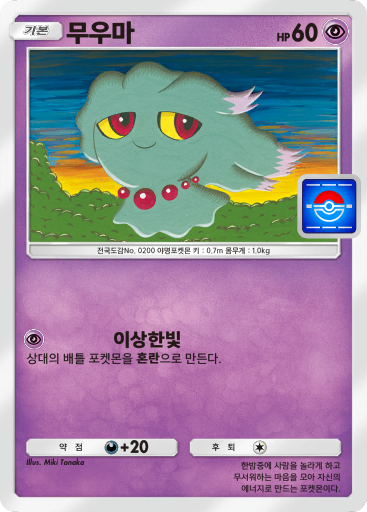 기본 무우마 HP 60
전국도감No. 0200 야영포켓몬 키 : 0.7m 몸무게 : 1.0kg
이상한빛
상대의 배틀 포켓몬을 혼란으로 만든다.
약 점 +20 후 퇴
Illus. Miki Tanaka
한밤중에 사람을 놀라게 하고
무서워하는 마음을 모아 자신의
에너지로 만드는 포켓몬이다.